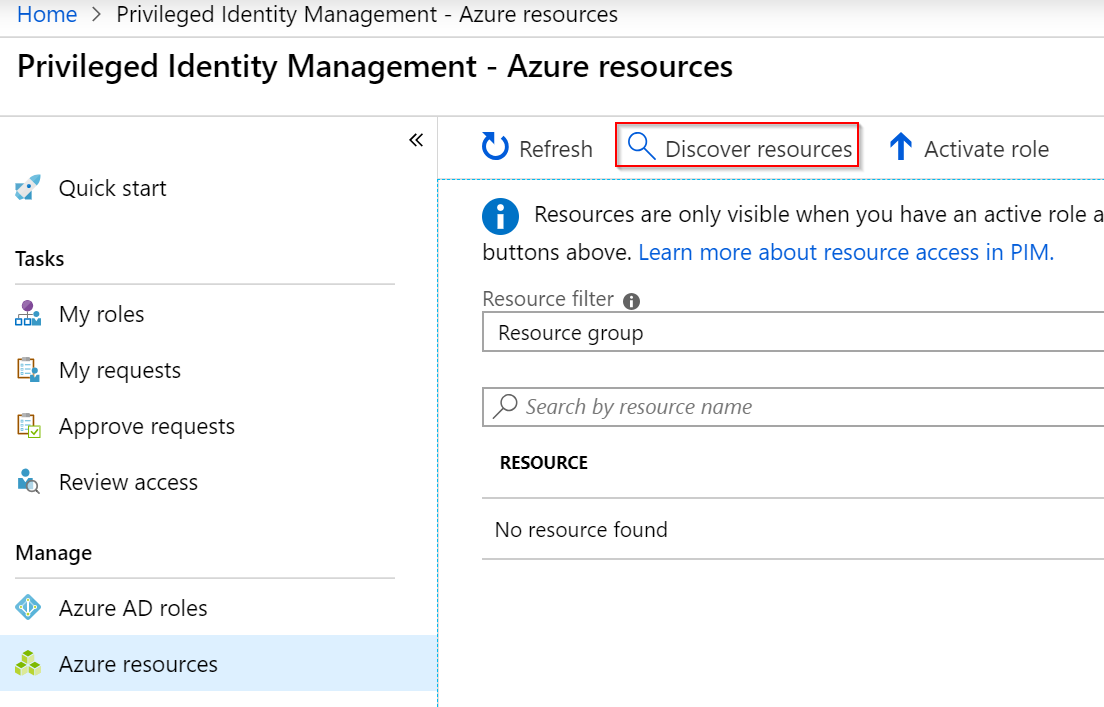 Home > Privileged Identity Management - Azure resources
Privileged Identity Management - Azure resources
«
Quick start
Tasks
My roles
My requests
Approve requests
Review access
Manage
Azure AD roles
Azure resources
Refresh
Discover resources
Activate role
Resources are only visible when you have an active role a
buttons above. Learn more about resource access in PIM.
Resource filter
Resource group
Search by resource name
RESOURCE
No resource found